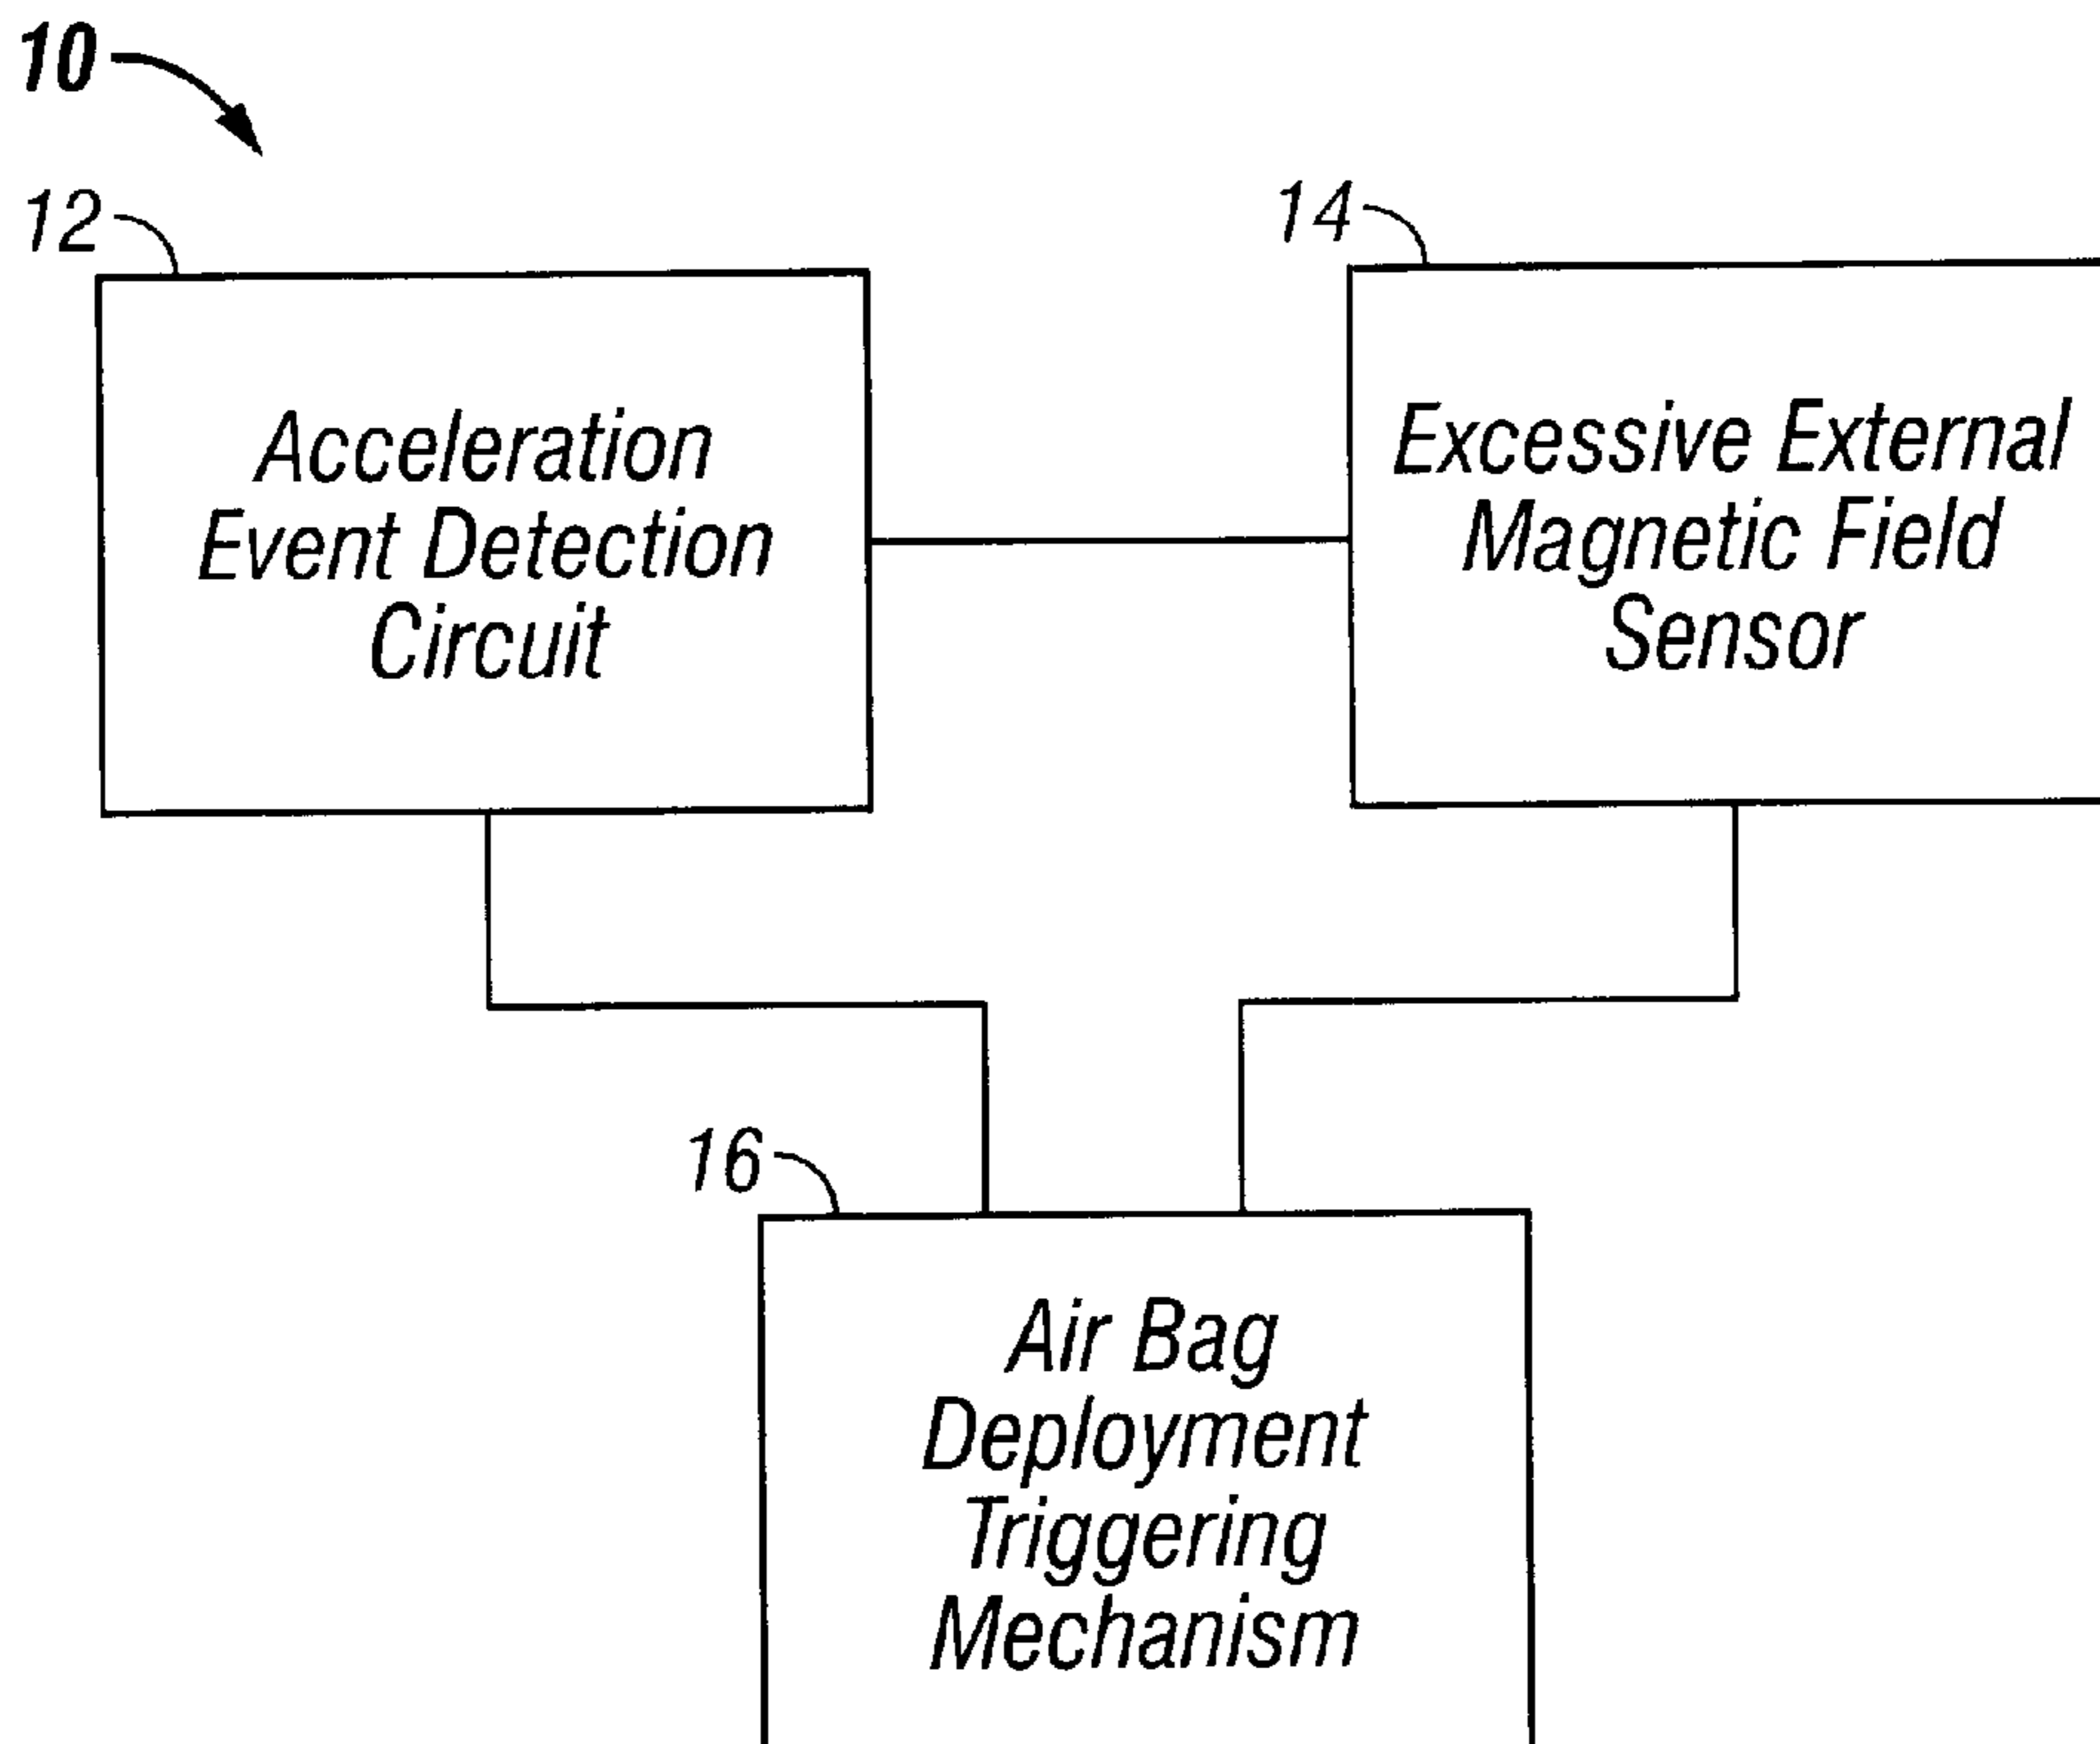 10
12
14
Acceleration
Event Detection
Circuit
Excessive External
Magnetic Field
Sensor
16
Air Bag
Deployment
Triggering
Mechanism